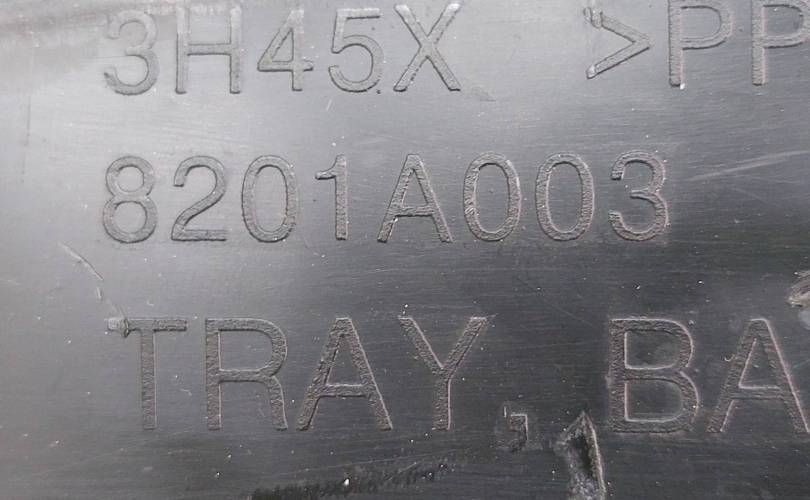 3H45X >PP
8201A003
TRAY, BA